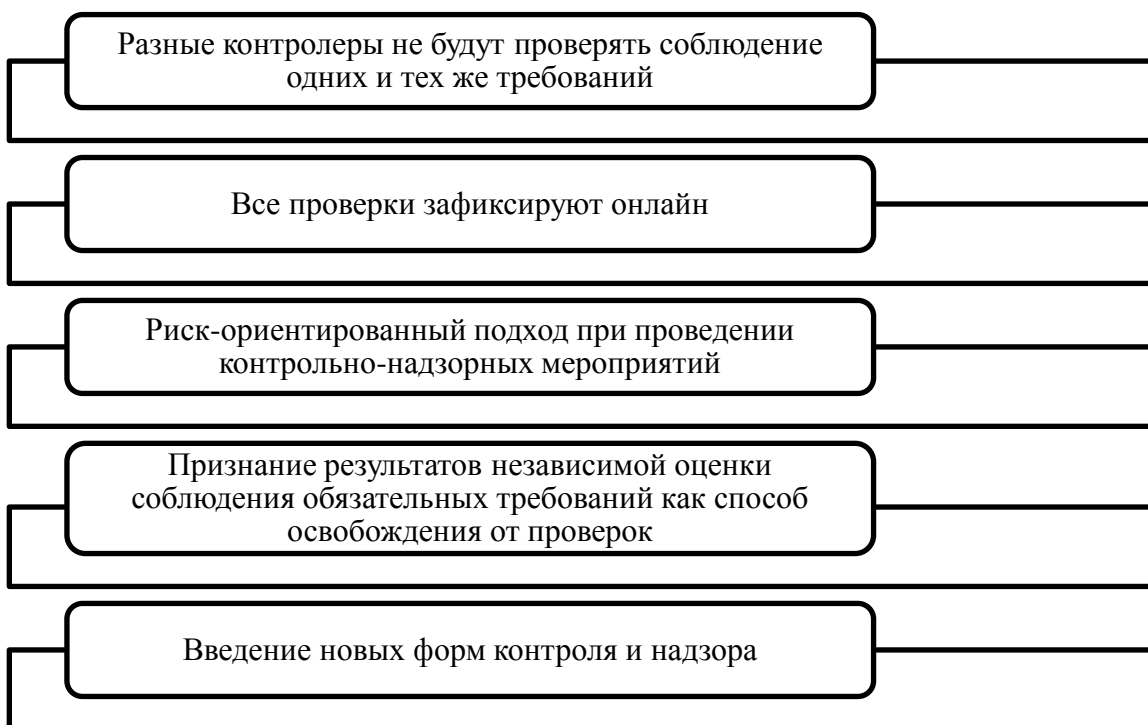 Разные контролеры не будут проверять соблюдение
одних и тех же требований
Все проверки зафиксируют онлайн
Риск-ориентированный подход при проведении
контрольно-надзорных мероприятий
Признание результатов независимой оценки
соблюдения обязательных требований как способ
освобождения от проверок
Введение новых форм контроля и надзора